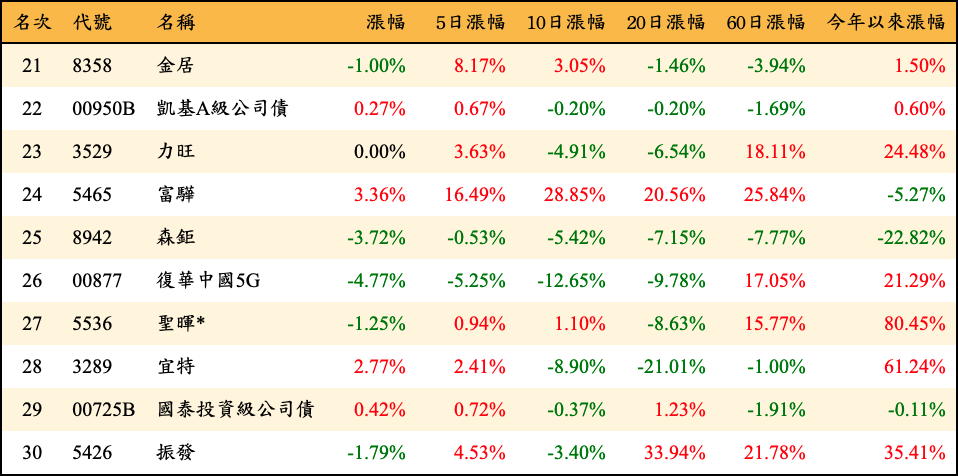 名次 代號 名稱 漲幅 5日漲幅 10日漲幅 20日漲幅 60日漲幅 今年以來漲幅
21 8358 金居 -1.00% 8.17% 3.05% -1.46% -3.94% 1.50%
22 00950B 凱基A級公司債 0.27% 0.67% -0.20% -0.20% -1.69% 0.60%
23 3529 力旺 0.00% 3.63% -4.91% -6.54% 18.11% 24.48%
24 5465 富驊 3.36% 16.49% 28.85% 20.56% 25.84% -5.27%
25 8942 森鉅 -3.72% -0.53% -5.42% -7.15% -7.77% -22.82%
26 00877 復華中國5G -4.77% -5.25% -12.65% -9.78% 17.05% 21.29%
27 5536 聖暉* -1.25% 0.94% 1.10% -8.63% 15.77% 80.45%
28 3289 宜特 2.77% 2.41% -8.90% -21.01% -1.00% 61.24%
29 00725B 國泰投資級公司債 0.42% 0.72% -0.37% 1.23% -1.91% -0.11%
30 5426 振發 -1.79% 4.53% -3.40% 33.94% 21.78% 35.41%